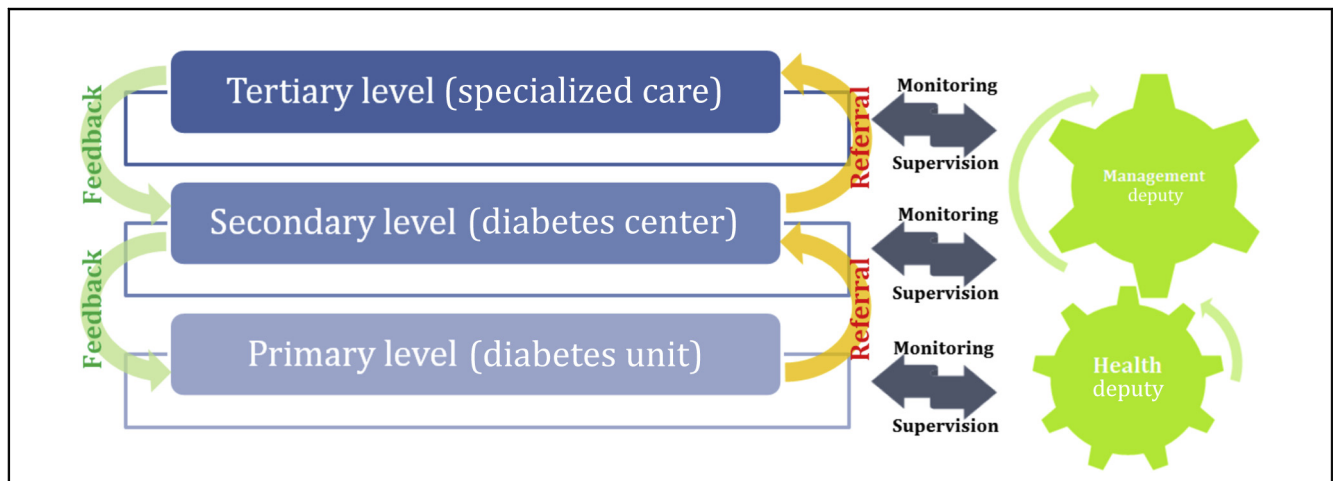 Tertiary level (specialized care)
Secondary level (diabetes center)
Primary level (diabetes unit)
Feedback
Feedback
Referral
Referral
Monitoring
Supervision
Monitoring
Supervision
Monitoring
Supervision
Management
deputy
Health
deputy